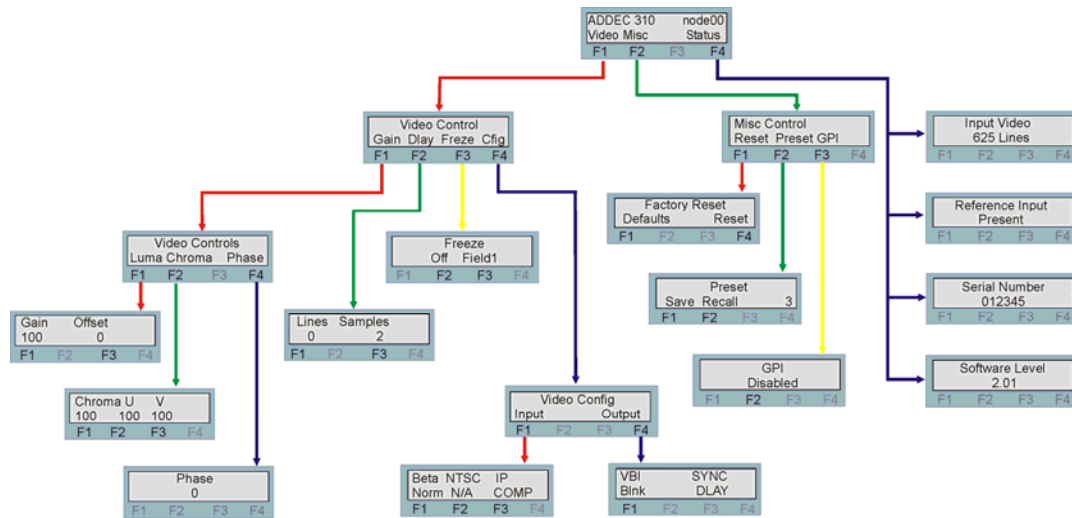 ADDEC 310 node00
Video Misc Status
F1 F2 F3 F4
Video Control
Gain Dlay Freze Cfig
F1 F2 F3 F4
Misc Control
Reset Preset GPI
F1 F2 F3 F4
Input Video
625 Lines
F1 F2 F3 F4
Factory Reset
Defaults Reset
F1 F2 F3 F4
Reference Input
Present
F1 F2 F3 F4
Video Controls
Luma Chroma Phase
F1 F2 F3 F4
Freeze
Off Field1
F1 F2 F3 F4
Preset
Save Recall 3
F1 F2 F3 F4
Serial Number
012345
F1 F2 F3 F4
Gain Offset
100 0
F1 F2 F3 F4
Lines Samples
0 2
F1 F2 F3 F4
GPI
Disabled
F1 F2 F3 F4
Software Level
2.01
F1 F2 F3 F4
Chroma U V
100 100 100
F1 F2 F3 F4
Video Config
Input Output
F1 F2 F3 F4
Phase
0
F1 F2 F3 F4
Beta NTSC IP
Norm N/A COMP
F1 F2 F3 F4
VBI SYNC
Blnk DLAY
F1 F2 F3 F4